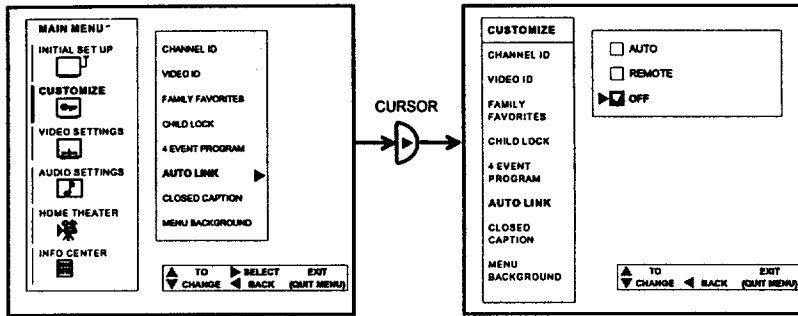 MAIN MENU
INITIAL SET UP
CUSTOMIZE
VIDEO SETTINGS
AUDIO SETTINGS
HOME THEATER
INFO CENTER
CHANNEL ID
VIDEO ID
FAMILY FAVORITES
CHILD LOCK
4 EVENT PROGRAM
AUTO LINK
CLOSED CAPTION
MENU BACKGROUND
TO SELECT EXIT
CHANGE BACK (QUIT MENU)
CURSOR
CUSTOMIZE
CHANNEL ID
VIDEO ID
FAMILY
FAVORITES
CHILD LOCK
4 EVENT
PROGRAM
AUTO LINK
CLOSED
CAPTION
MENU
BACKGROUND
AUTO
REMOTE
OFF
TO EXIT
CHANGE BACK (QUIT MENU)